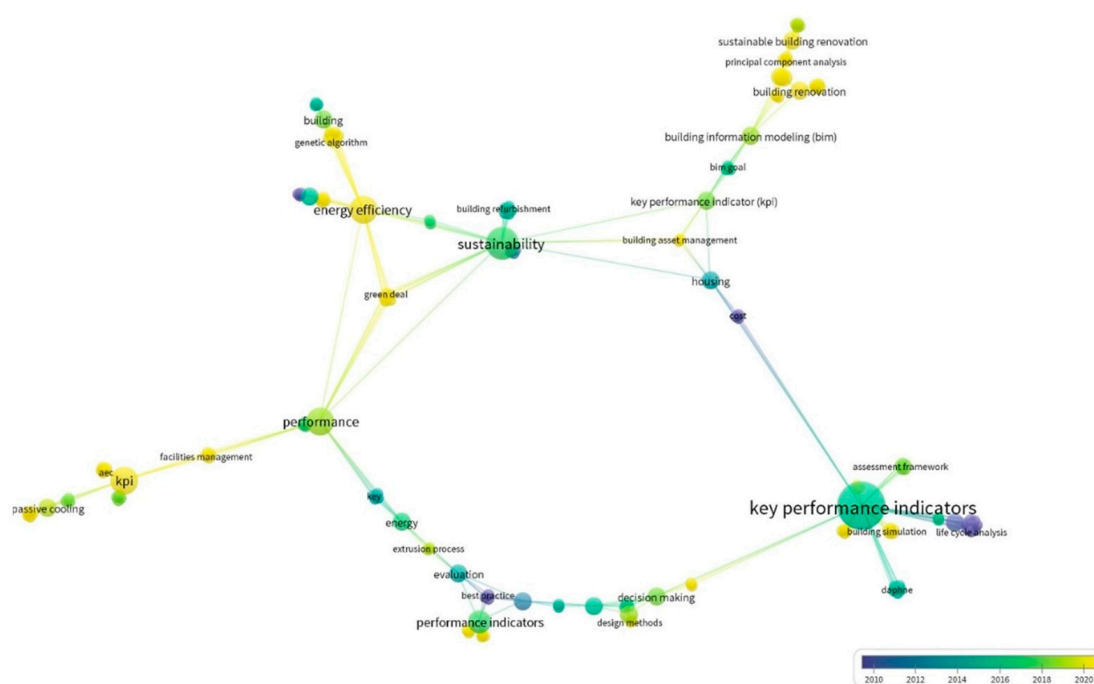 sustainable building renovation
principal component analysis
building renovation
building
genetic algorithm
building information modeling (bim)
bim goal
key performance indicator (kpi)
energy efficiency
building refurbishment
sustainability
building asset management
housing
green deal
cost
performance
facilities management
aec
kpi
passive cooling
assessment framework
key
key performance indicators
energy
building simulation
life cycle analysis
extrusion process
evaluation
daphne
best practice
decision making
performance indicators
design methods
2010 2012 2014 2016 2018 2020